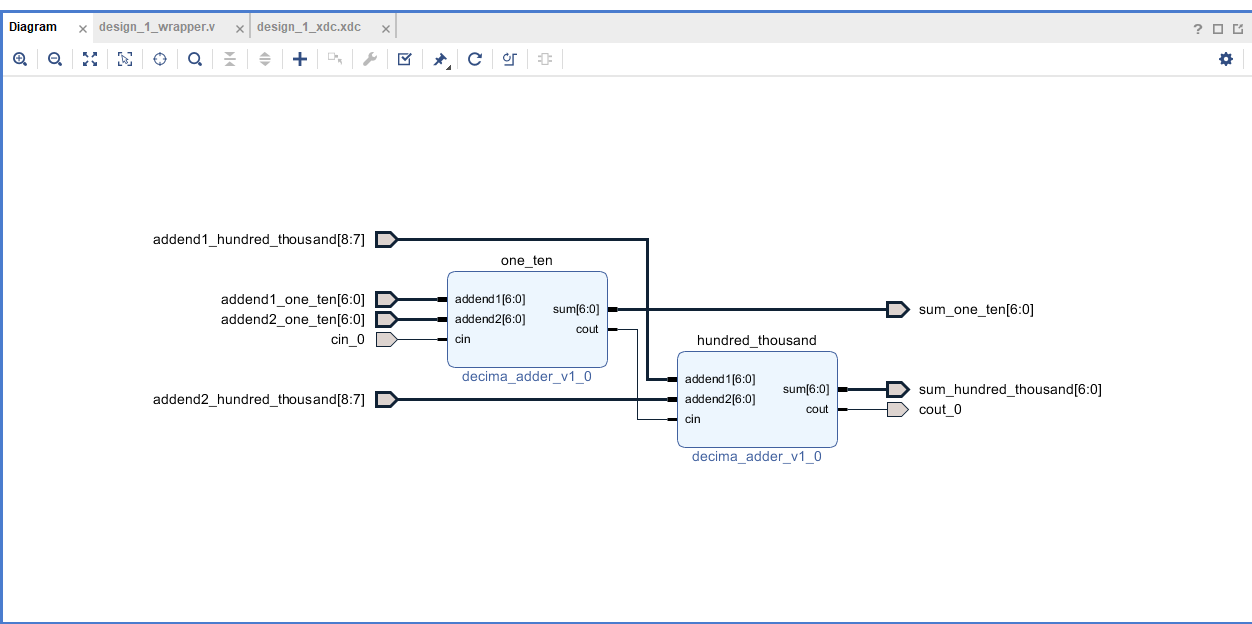 Diagram × design_1_wrapper.v × design_1_xdc.xdc × ?
addend1_hundred_thousand[8:7]
one_ten
addend1_one_ten[6:0]
addend2_one_ten[6:0]
cin_0
addend1[6:0]
addend2[6:0]
cin
sum[6:0]
cout
decima_adder_v1_0
sum_one_ten[6:0]
addend2_hundred_thousand[8:7]
hundred_thousand
addend1[6:0]
addend2[6:0]
cin
sum[6:0]
cout
decima_adder_v1_0
sum_hundred_thousand[6:0]
cout_0